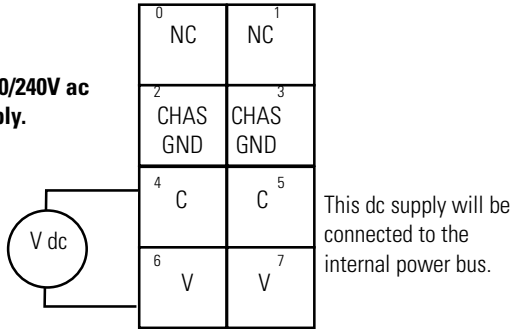 0 NC 1 NC
0/240V ac
2 CHAS GND 3 CHAS GND
4 C C 5
This dc supply will be
connected to the
internal power bus.
V dc
6 V 7 V